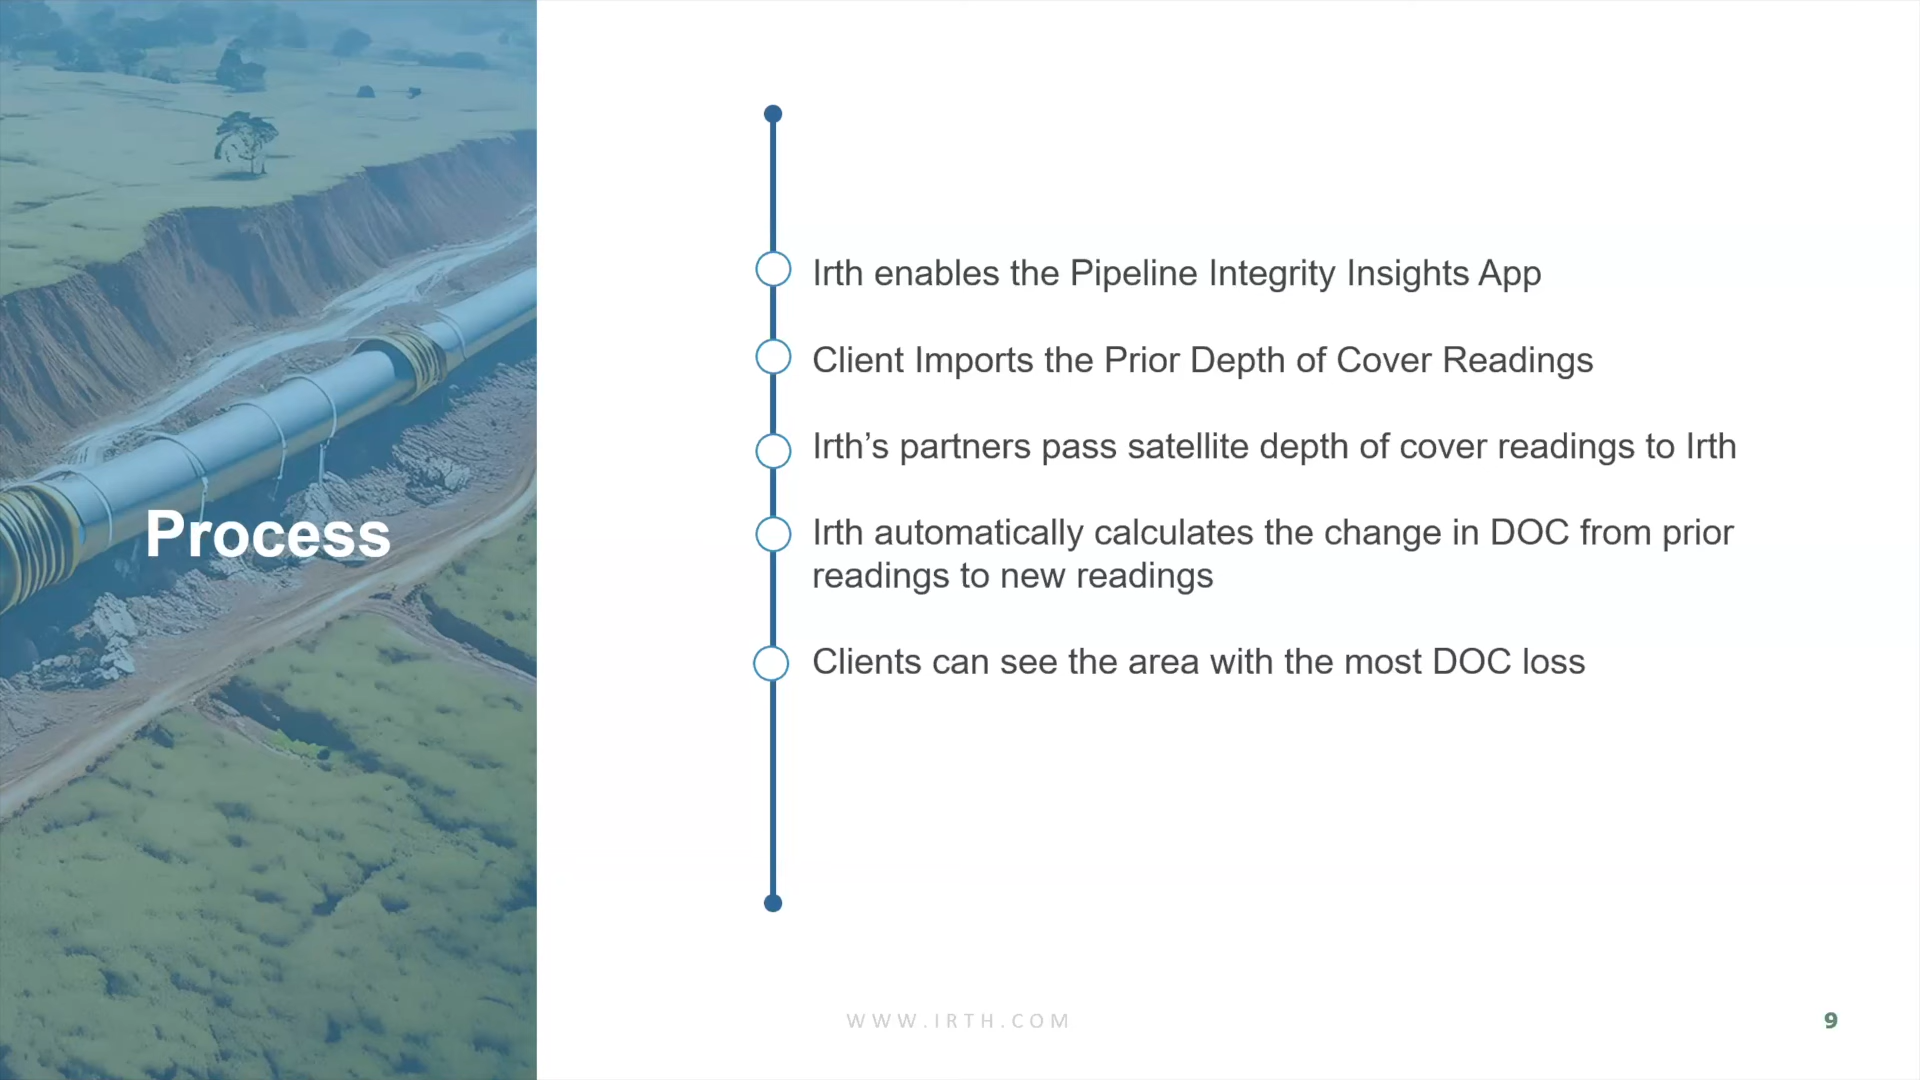 Process
Irth enables the Pipeline Integrity Insights App
Client Imports the Prior Depth of Cover Readings
Irth’s partners pass satellite depth of cover readings to Irth
Irth automatically calculates the change in DOC from prior
readings to new readings
Clients can see the area with the most DOC loss
WWW.IRTH.COM
9